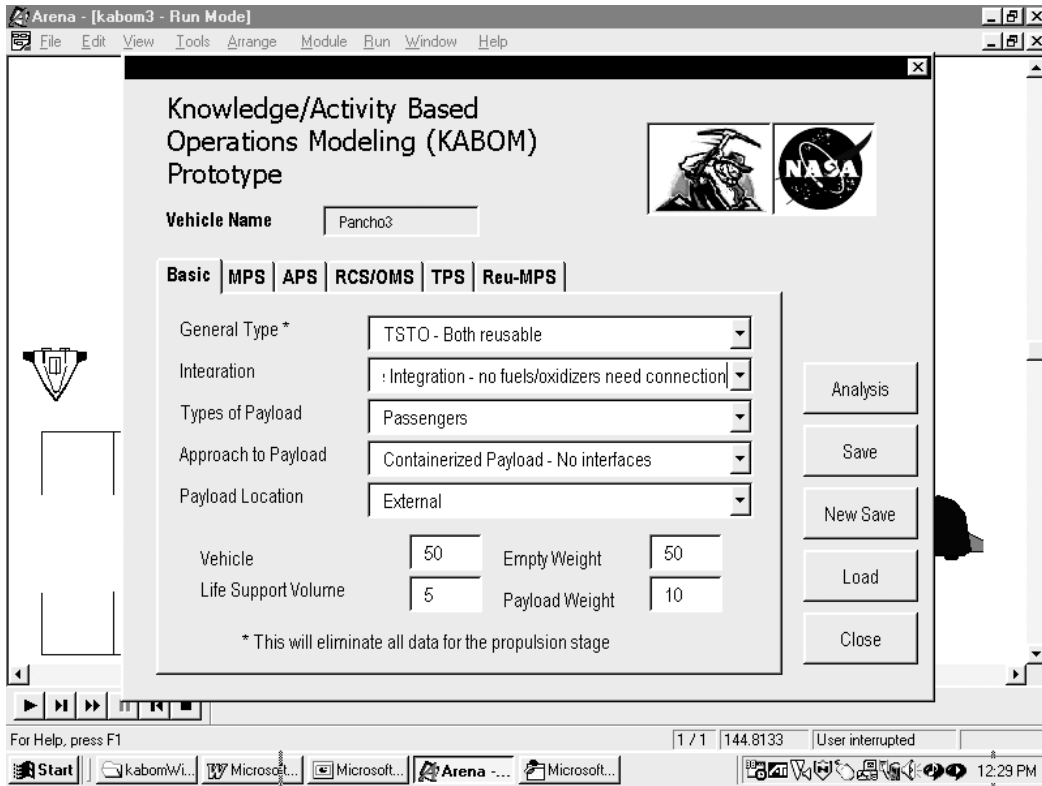 Arena - [kabom3 - Run Mode]
File Edit View Tools Arrange Module Run Window Help
Knowledge/Activity Based
Operations Modeling (KABOM)
Prototype
NASA
Vehicle Name Pancho3
Basic MPS APS RCS/OMS TPS Reu-MPS
General Type * TSTO - Both reusable
Integration Integration - no fuels/oxidizers need connection
Types of Payload Passengers
Approach to Payload Containerized Payload - No interfaces
Payload Location External
Vehicle 50 Empty Weight 50
Life Support Volume 5 Payload Weight 10
* This will eliminate all data for the propulsion stage
Analysis
Save
New Save
Load
Close
For Help, press F1 1 / 1 144.8133 User interrupted
Start kabomWi... Microsoft... Microsoft... Arena -... Microsoft... 12:29 PM